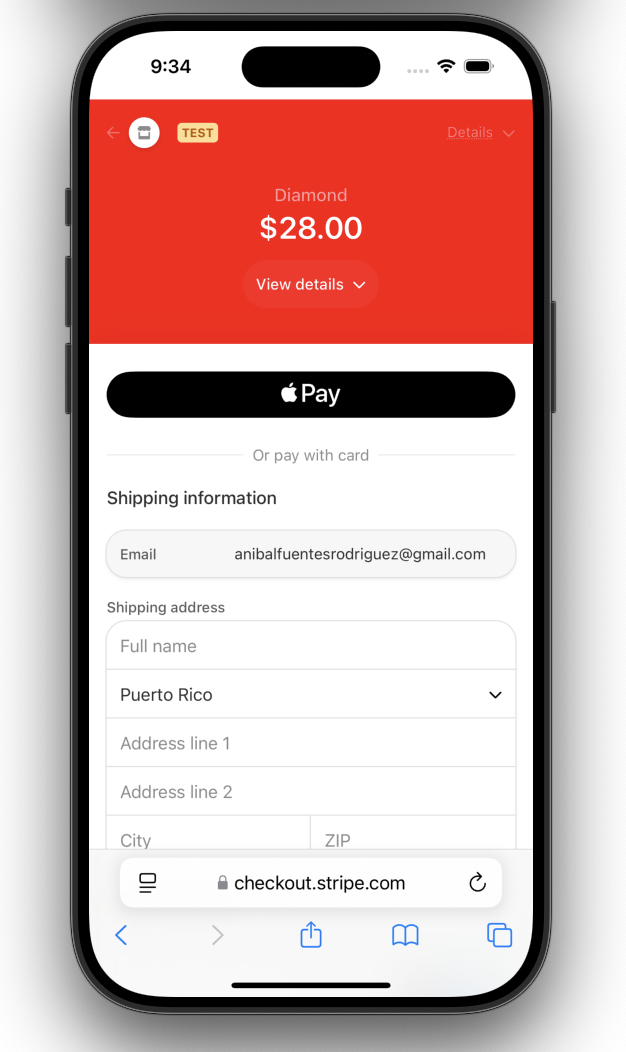 9:34
TEST
Details
Diamond
$28.00
View details
Pay
Or pay with card
Shipping information
Email anibalfuentesrodriguez@gmail.com
Shipping address
Full name
Puerto Rico
Address line 1
Address line 2
City ZIP
checkout.stripe.com